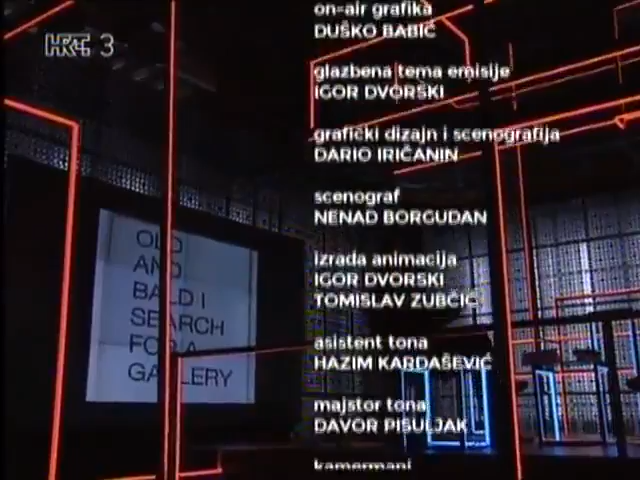 HRT 3
on=air grafika
DUŠKO BABIĆ
glazbena tema emisije
IGOR DVORSKI
grafički dizajn i scenografija
DARIO IRIČANIN
scenograf
NENAD BORGUDAN
izrada animacija
IGOR DVORSKI
TOMISLAV ZUBČIĆ
asistent tona
HAZIM KARDAŠEVIĆ
majstor tona
DAVOR PISULJAK
kamermani
OLD
AND
BALD I
SEARCH
FOR A
GALLERY